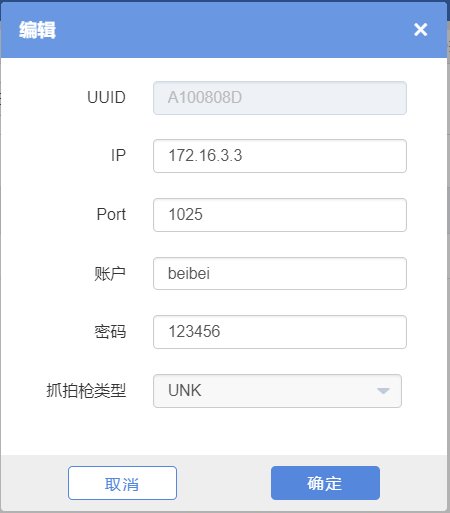 编辑
UUID A100808D
IP 172.16.3.3
Port 1025
账户 beibei
密码 123456
抓拍枪类型 UNK
取消 确定